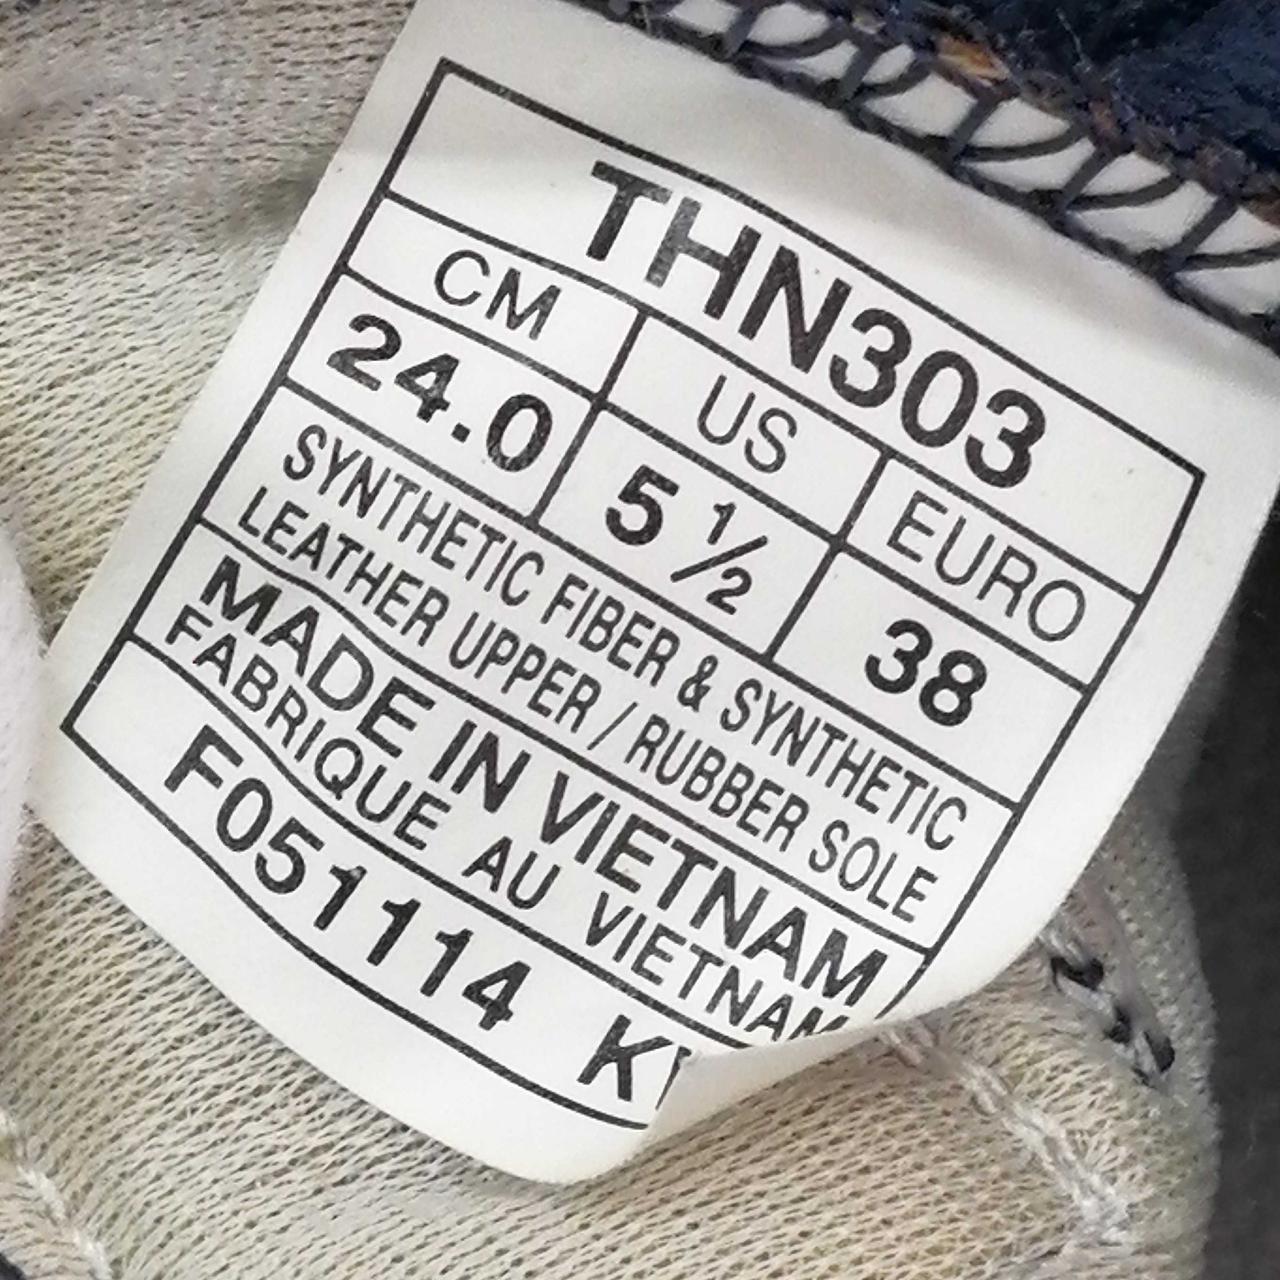 THN303
CM US EURO
24.0 5 1/2 38
SYNTHETIC FIBER & SYNTHETIC
LEATHER UPPER / RUBBER SOLE
MADE IN VIETNAM
FABRIQUE AU VIETNAM
F051114